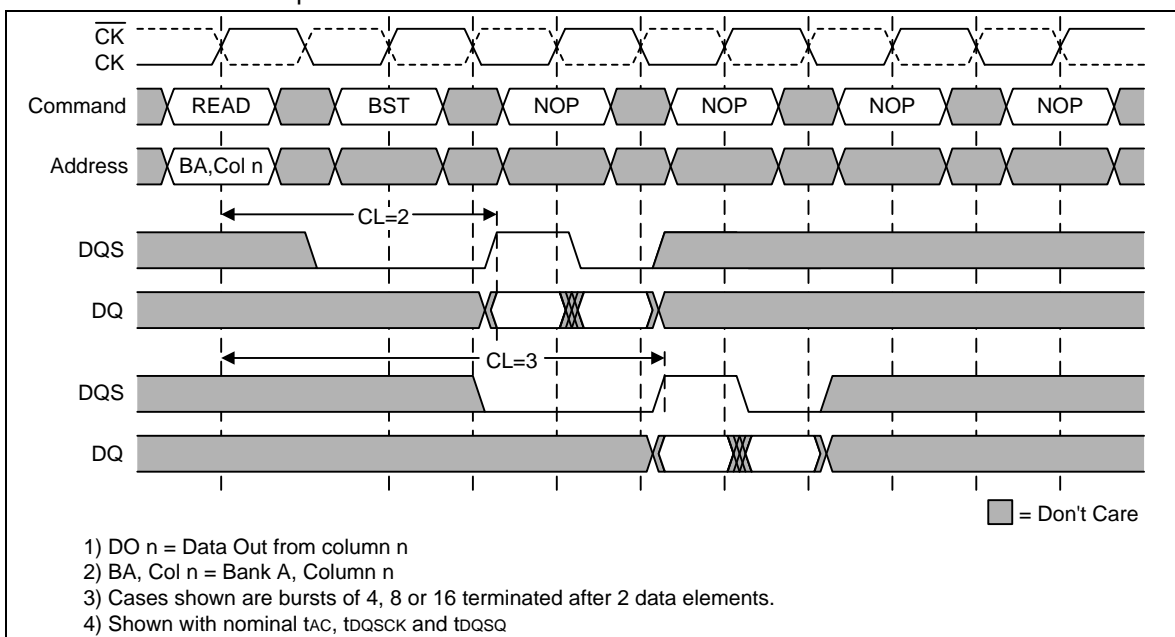 CK
CK
Command READ BST NOP NOP NOP NOP
Address BA,Col n
CL=2
DQS
DQ
CL=3
DQS
DQ
= Don't Care
1) DO n = Data Out from column n
2) BA, Col n = Bank A, Column n
3) Cases shown are bursts of 4, 8 or 16 terminated after 2 data elements.
4) Shown with nominal tAC, tDQSCK and tDQSQ